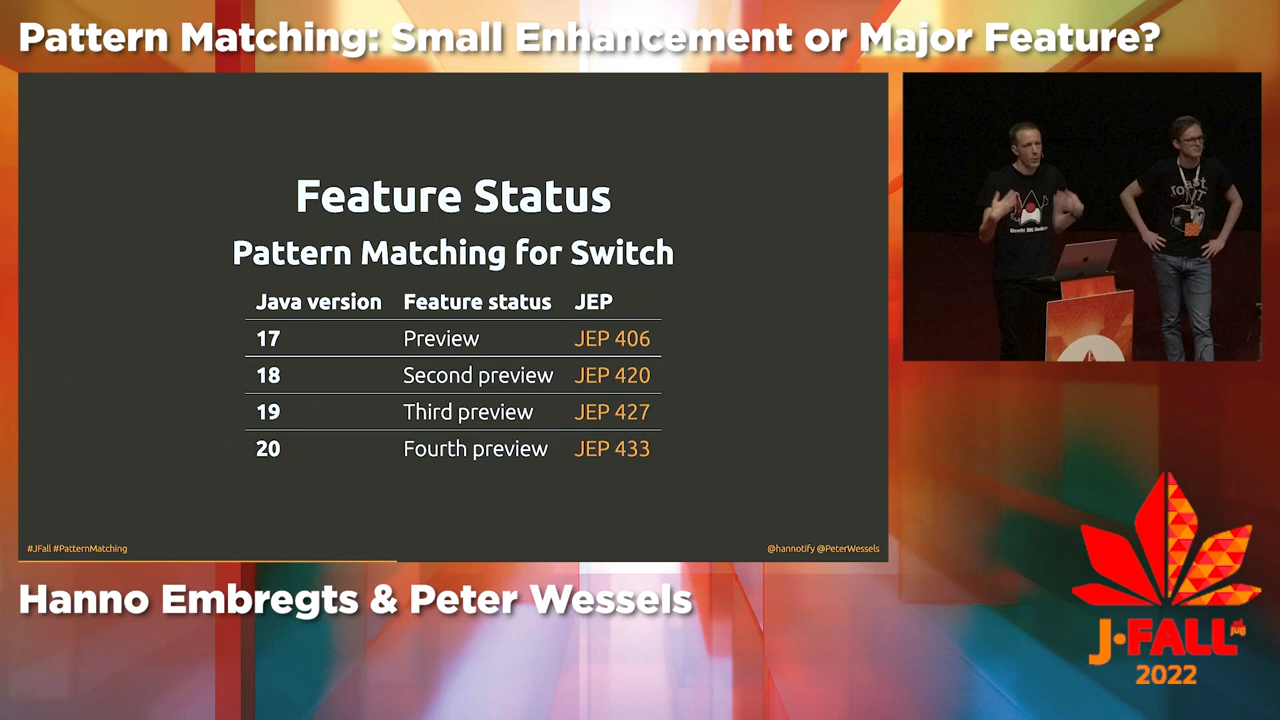 Pattern Matching: Small Enhancement or Major Feature?
Feature Status
Pattern Matching for Switch
Java version Feature status JEP
17 Preview JEP 406
18 Second preview JEP 420
19 Third preview JEP 427
20 Fourth preview JEP 433
#JFall #PatternMatching
@hannotify @PeterWessels
Hanno Embregts & Peter Wessels
J-FALL
nl
jug
2022